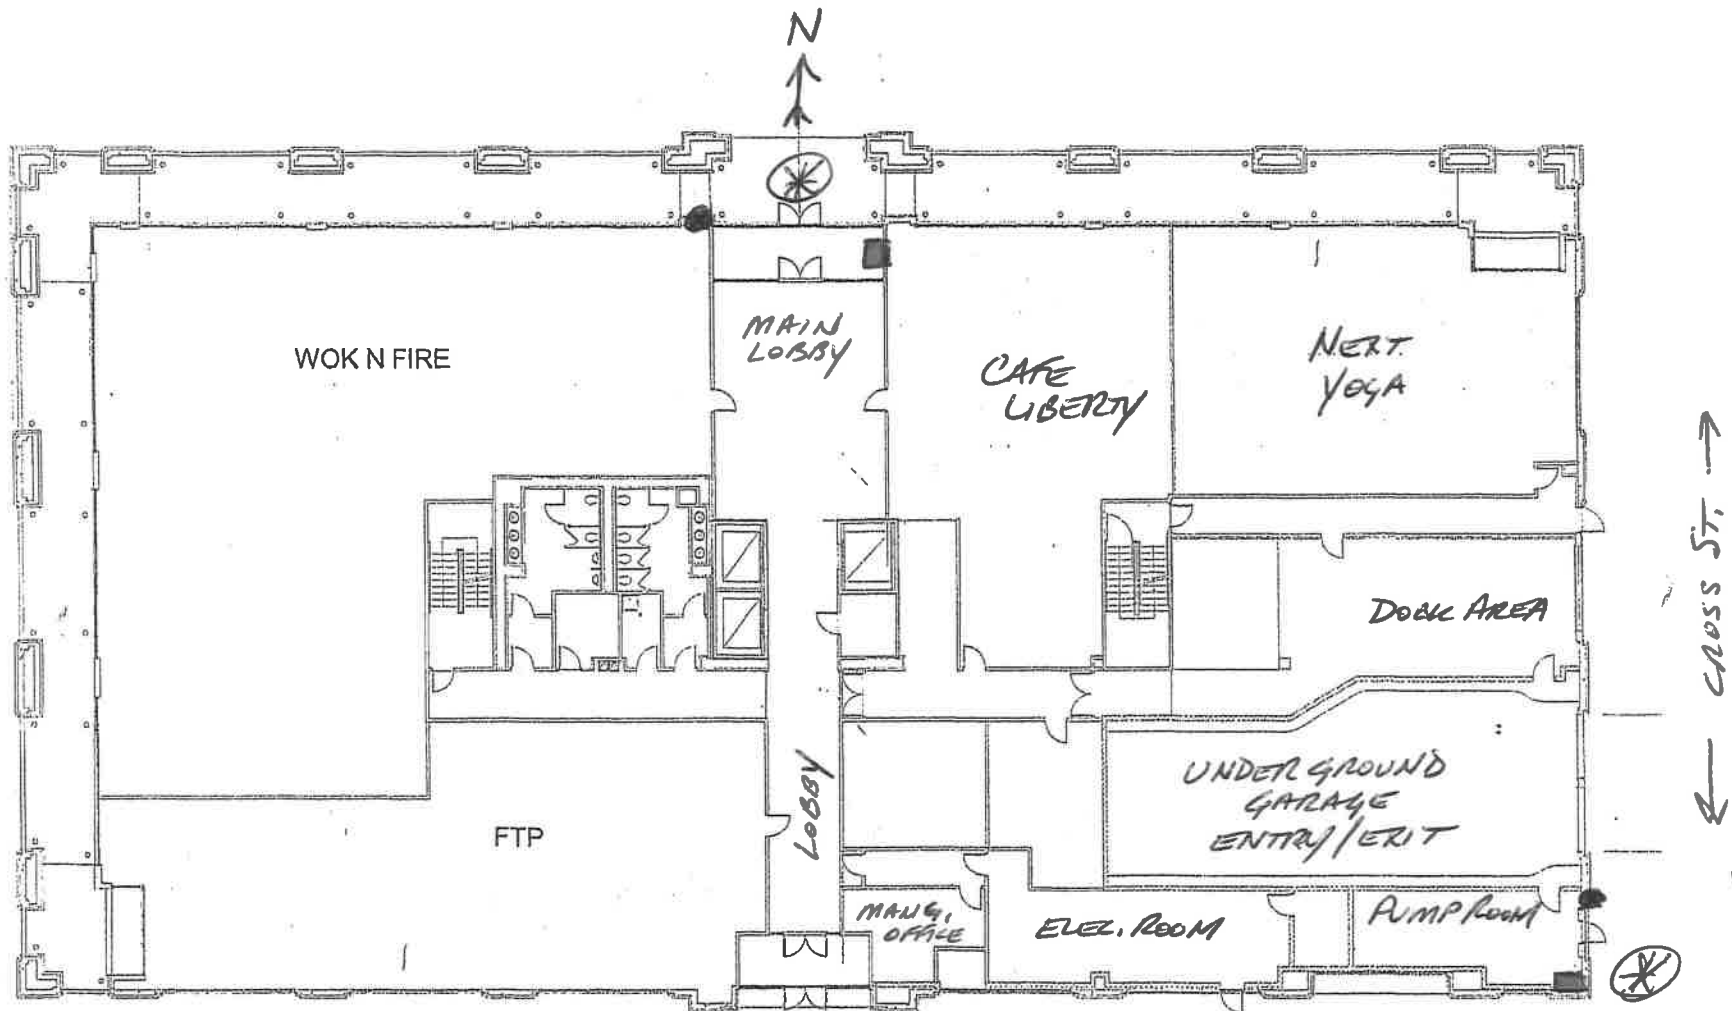 N
WOK N FIRE
MAIN
LOBBY
CAFE
LIBERTY
NEXT
YOGA
CROSS ST.
DOCK AREA
UNDERGROUND
GARAGE
ENTRY/EXIT
LOBBY
FTP
MANG.
OFFICE
ELEC. ROOM
PUMP ROOM